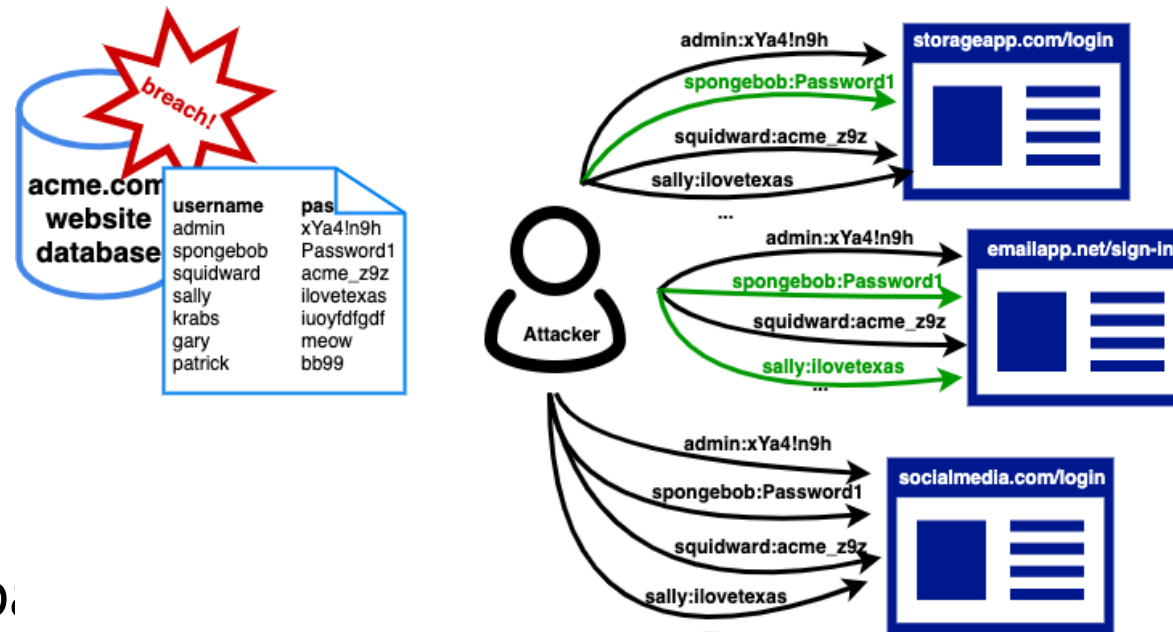 breach!
acme.com
website
database
username pas
admin xYa4!n9h
spongebob Password1
squidward acme_z9z
sally ilovetexas
krabs iuoyfdfgdf
gary meow
patrick bb99
Attacker
admin:xYa4!n9h
spongebob:Password1
squidward:acme_z9z
sally:ilovetexas
...
storageapp.com/login
admin:xYa4!n9h
spongebob:Password1
squidward:acme_z9z
sally:ilovetexas
...
emailapp.net/sign-in
admin:xYa4!n9h
spongebob:Password1
squidward:acme_z9z
sally:ilovetexas
...
socialmedia.com/login